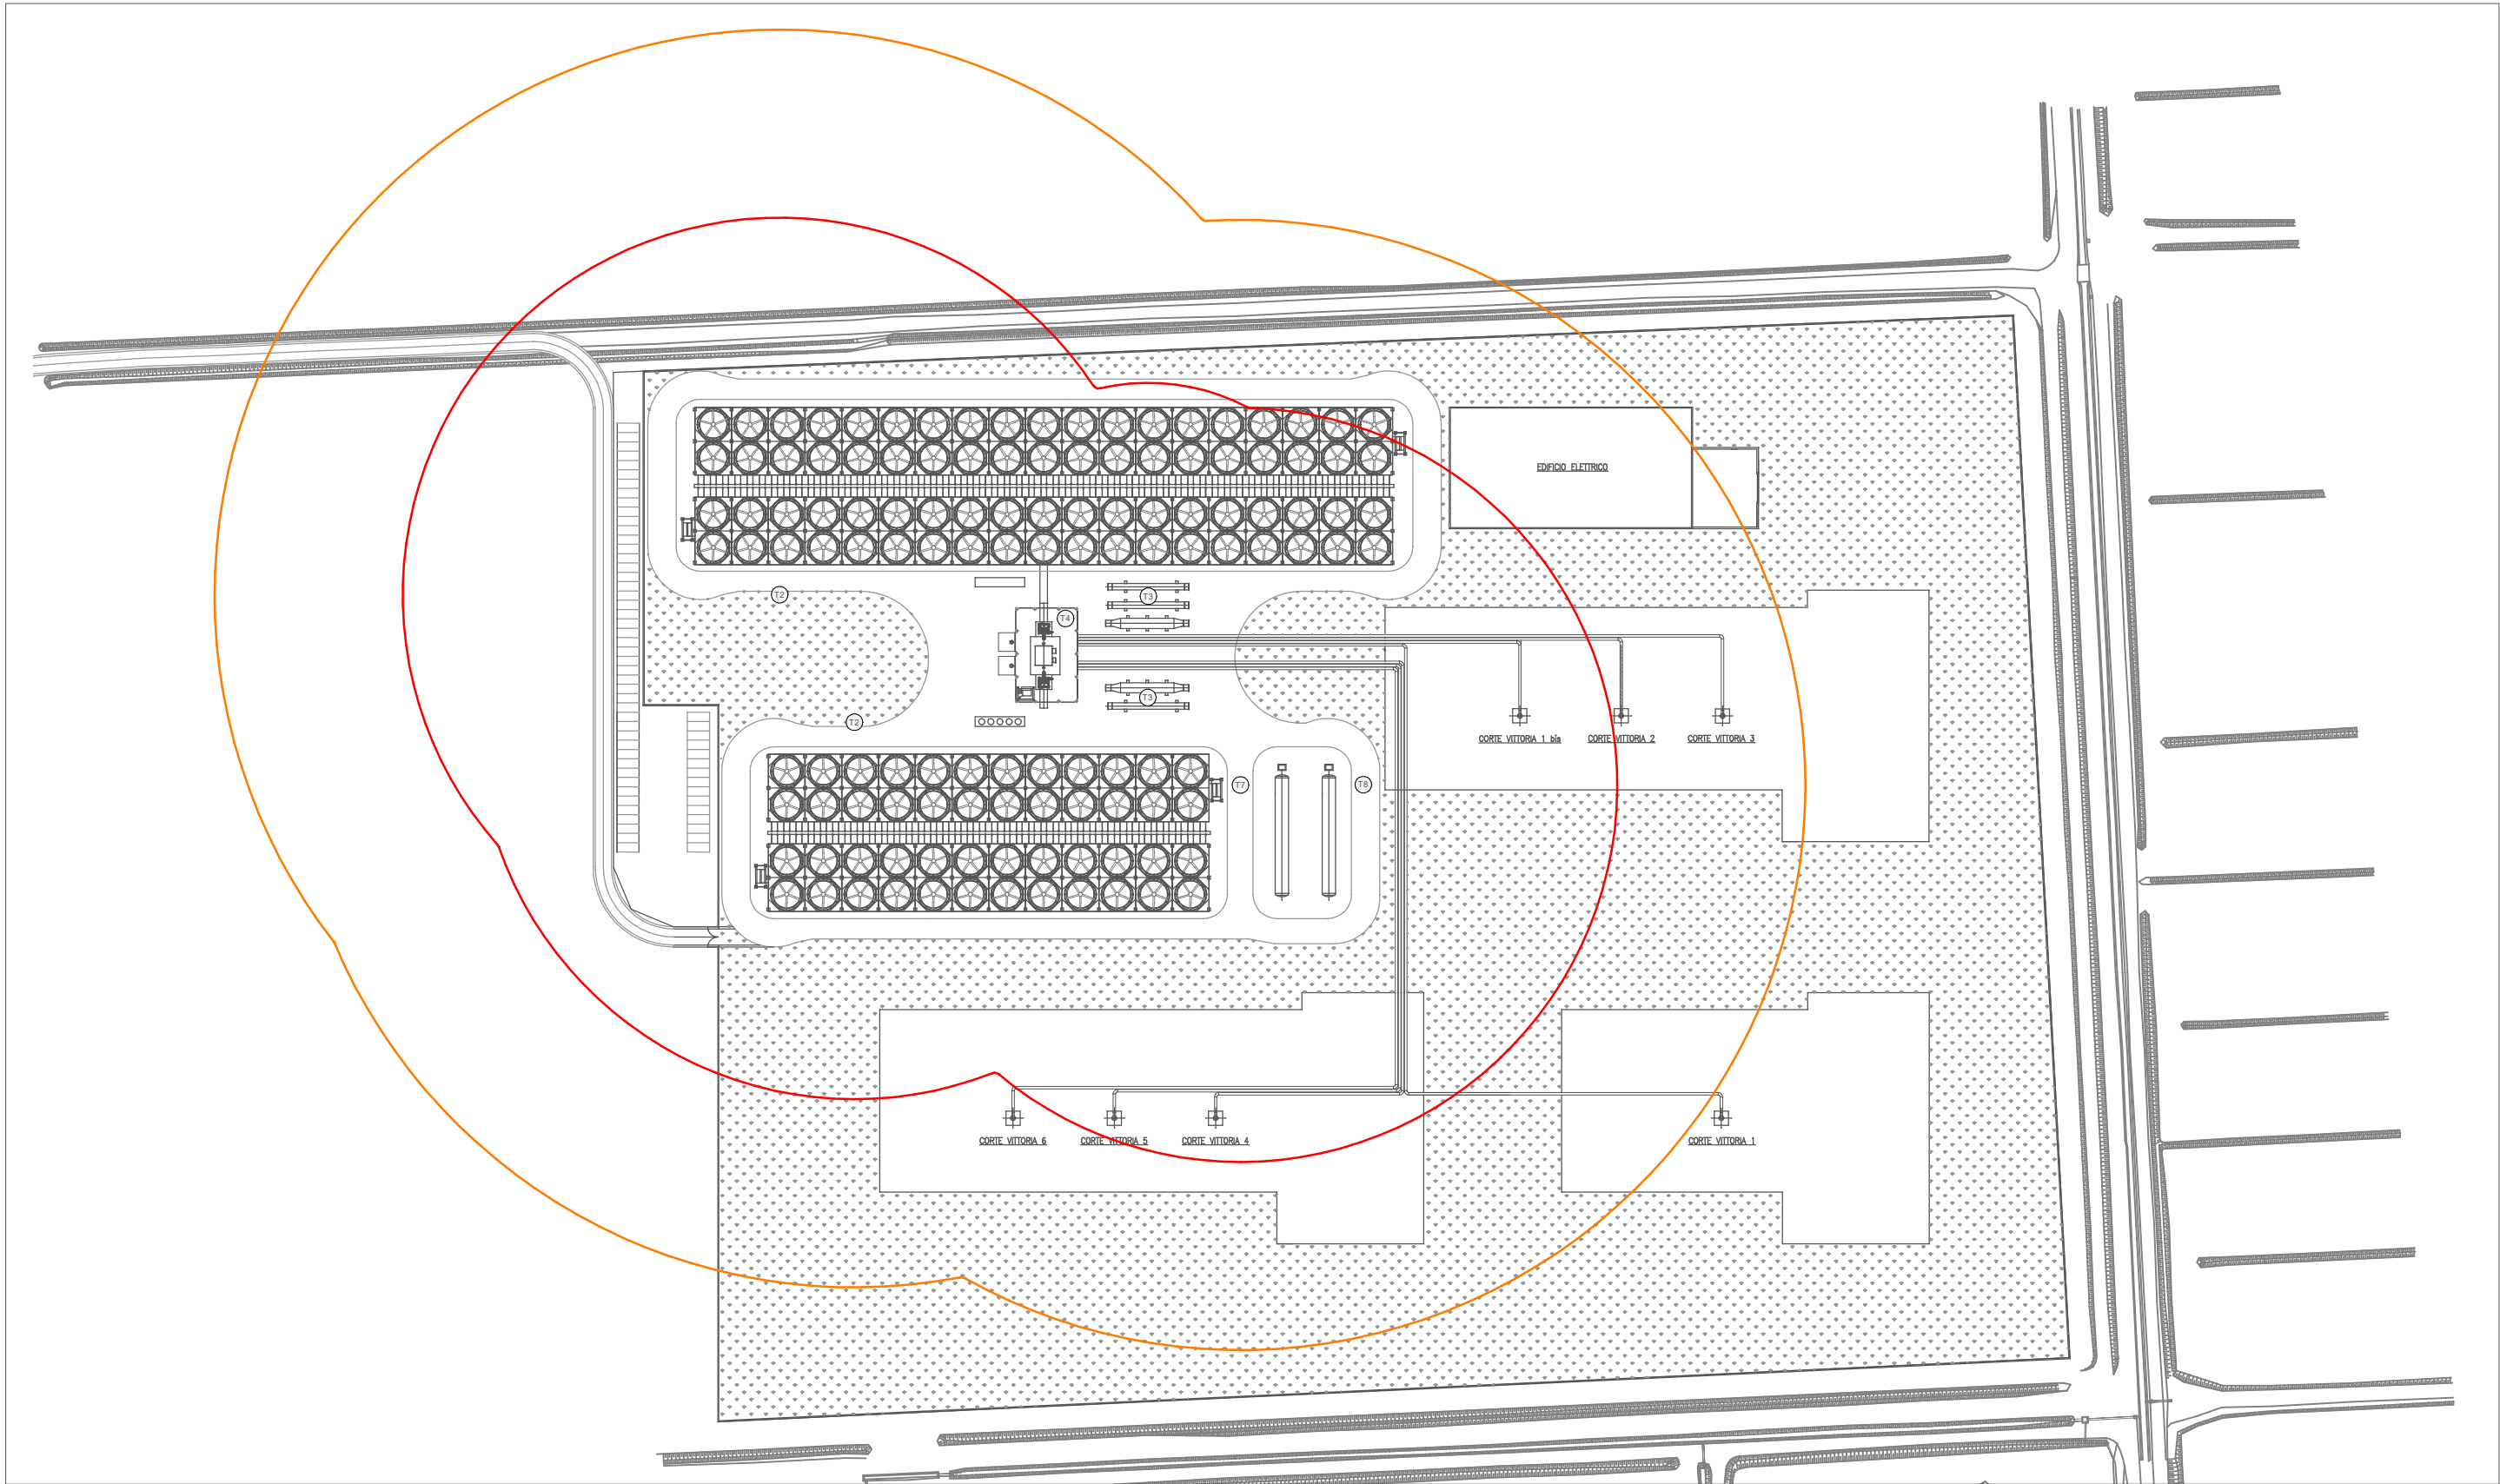 EDIFICIO ELETTRICO
T2
T3
T4
T3
T2
CORTE VITTORIA 1 bis
CORTE VITTORIA 2
CORTE VITTORIA 3
T7
T8
CORTE VITTORIA 6
CORTE VITTORIA 5
CORTE VITTORIA 4
CORTE VITTORIA 1